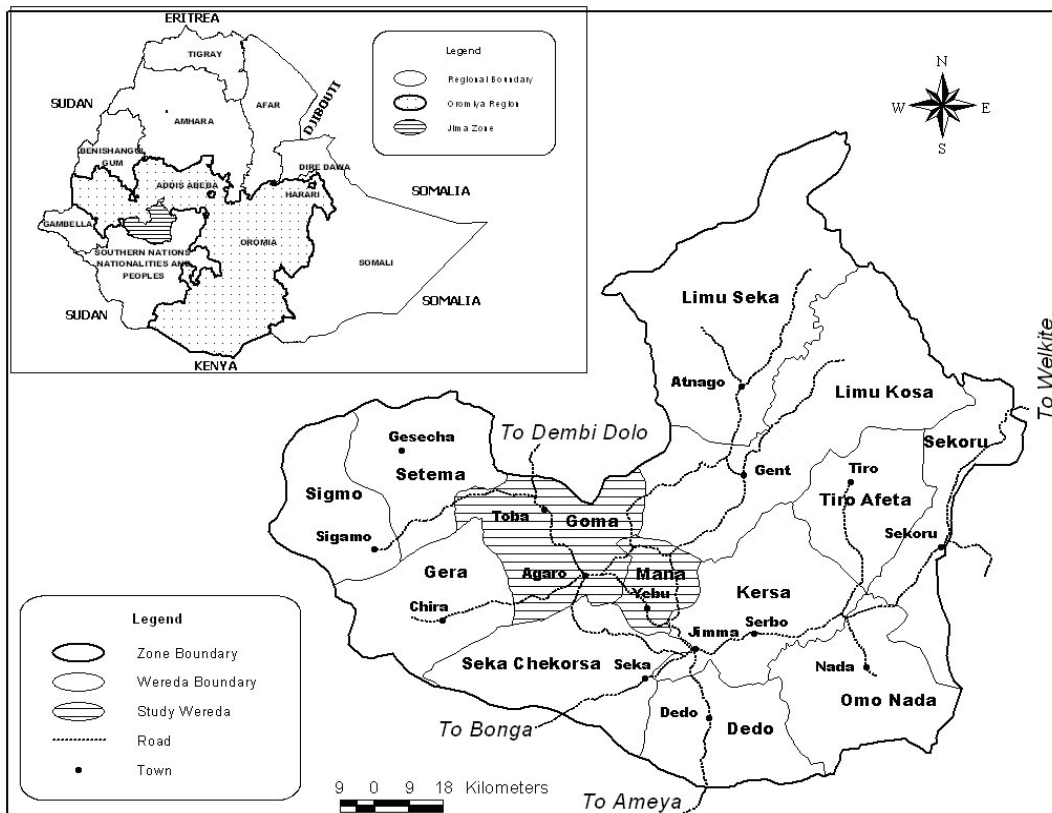 ERITREA
TIGRAY
SUDAN
AFAR
DJIBOUTI
AMHARA
BENISHANGUL
GUM
DIRE DAWA
ADDIS ABEBA
SOMALIA
HARARI
GAMBELLA
OROMIA
SOUTHERN NATIONS
NATIONALITIES AND
PEOPLES
SOMALI
SOMALIA
SUDAN
KENYA
Legend
Regional Boundary
Oromiya Region
Jima Zone
N
W
E
S
Limu Seka
To Welkite
Atnago
Limu Kosa
To Dembi Dolo
Gesecha
Sekoru
Setema
Gent
Tiro
Sigmo
Tiro Afeta
Toba
Goma
Sigamo
Sekoru
Gera
Agaro
Mana
Yebu
Kersa
Chira
Serbo
Jimma
Seka Chekorsa
Seka
Nada
Omo Nada
Dedo
Dedo
To Bonga
To Ameya
Legend
Zone Boundary
Wereda Boundary
Study Wereda
Road
Town
9 0 9 18 Kilometers